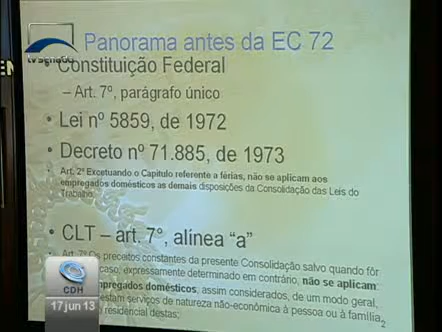 Panorama antes da EC 72
tv senado
• Constituição Federal
– Art. 7º, parágrafo único
• Lei nº 5859, de 1972
• Decreto nº 71.885, de 1973
• Art. 2º Excetuando o Capítulo referente a férias, não se aplicam aos
empregados domésticos as demais disposições da Consolidação das Leis do
Trabalho.
• CLT – art. 7º, alinea “a”
Art. 7º Os preceitos constantes da presente Consolidação salvo quando fôr
caso, expressamente determinado em contrário, não se aplicam:
empregados domésticos, assim considerados, de um modo geral,
estam serviços de natureza não-econômica à pessoa ou à família,
residencial destas;
2
CDH
17 jun 13